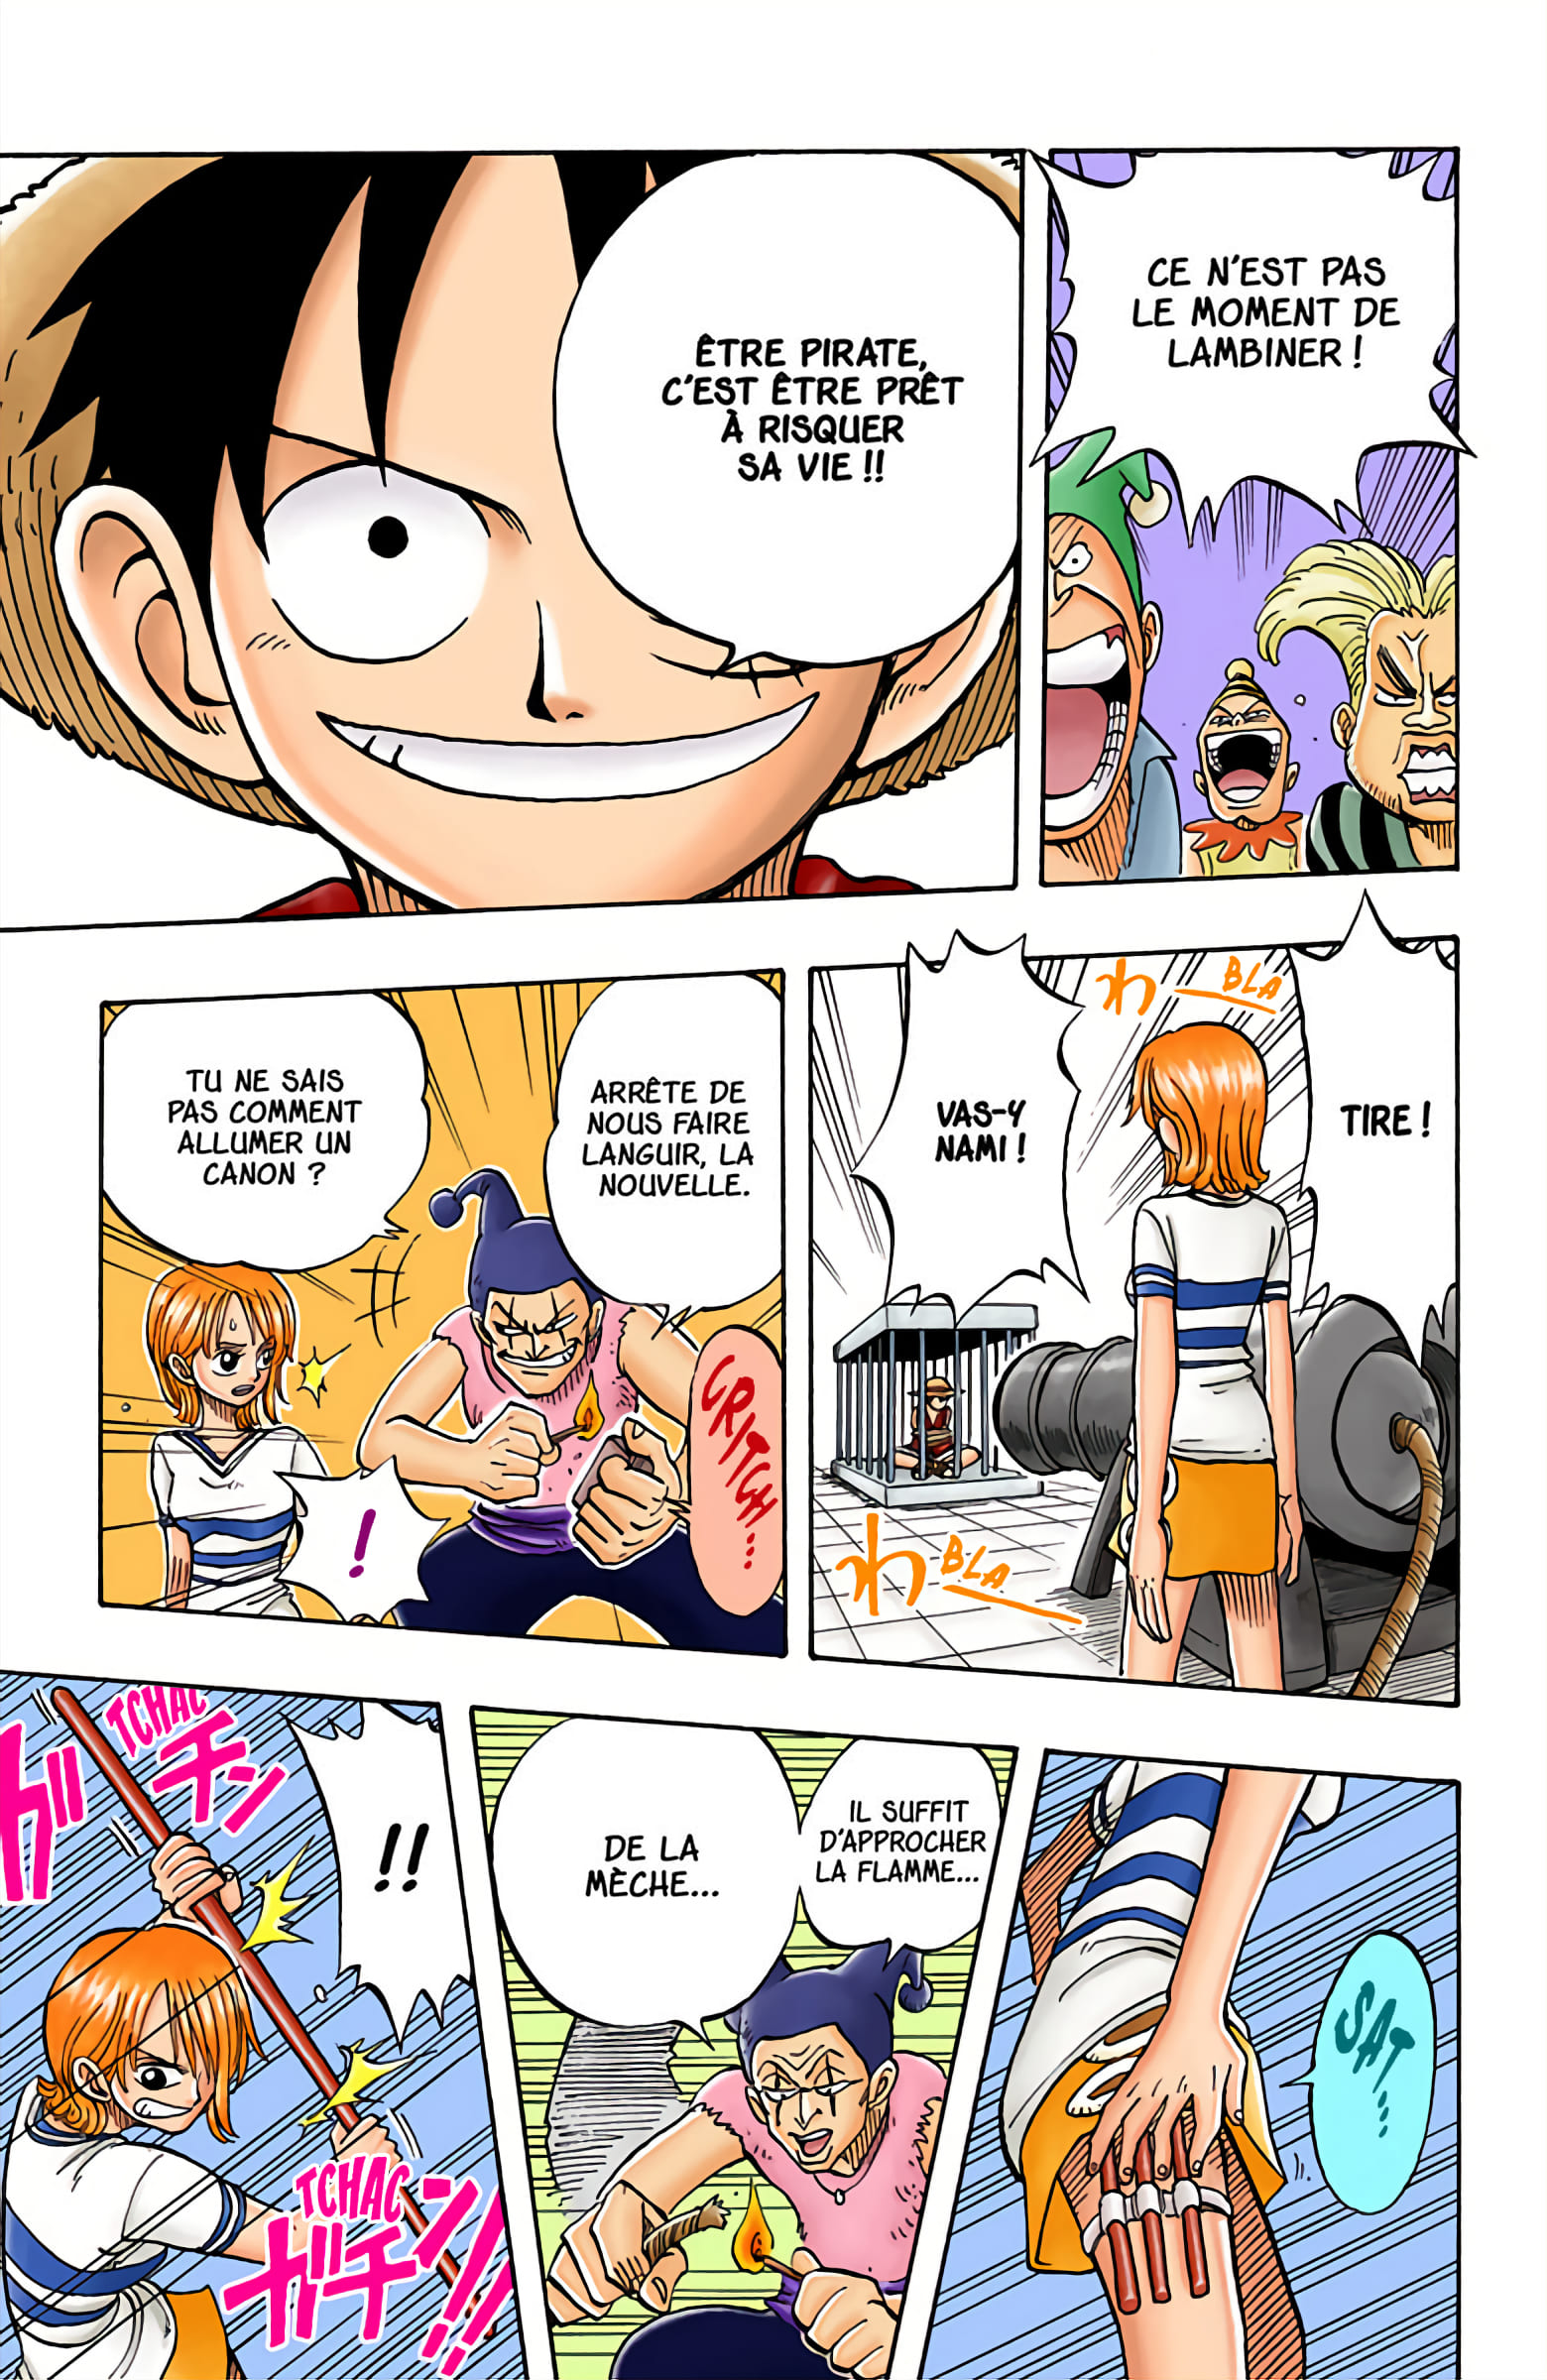 CE N'EST PAS
LE MOMENT DE
LAMBINER !
ÊTRE PIRATE,
C'EST ÊTRE PRÊT
À RISQUER
SA VIE !!
TIRE !
わ BLA
VAS-Y
NAMI !
わ BLA
ARRÊTE DE
NOUS FAIRE
LANGUIR, LA
NOUVELLE.
TU NE SAIS
PAS COMMENT
ALLUMER UN
CANON ?
CRITCH...
!
SAT...
IL SUFFIT
D'APPROCHER
LA FLAMME...
DE LA
MÈCHE...
!!
TCHAC
ガチン
TCHAC
ガチン!!